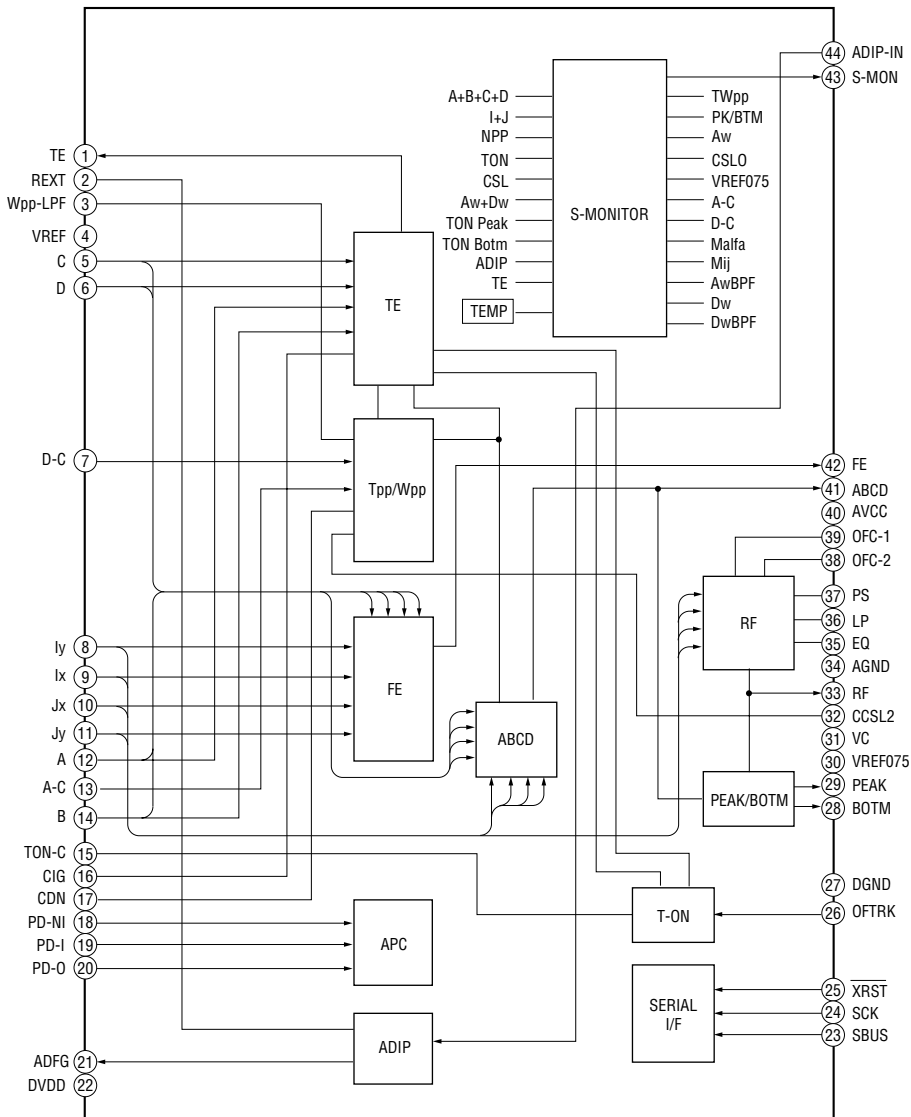 44 ADIP-IN
43 S-MON
A+B+C+D
I+J
NPP
TON
CSL
Aw+Dw
TON Peak
TON Botm
ADIP
TE
TEMP
S-MONITOR
TWpp
PK/BTM
Aw
CSLO
VREF075
A-C
D-C
Malfa
Mij
AwBPF
Dw
DwBPF
TE 1
REXT 2
Wpp-LPF 3
VREF 4
C 5
D 6
TE
D-C 7
Tpp/Wpp
42 FE
41 ABCD
40 AVCC
39 OFC-1
38 OFC-2
37 PS
36 LP
35 EQ
34 AGND
33 RF
32 CCSL2
31 VC
30 VREF075
29 PEAK
28 BOTM
RF
PEAK/BOTM
Iy 8
Ix 9
Jx 10
Jy 11
A 12
A-C 13
B 14
FE
ABCD
TON-C 15
CIG 16
CDN 17
PD-NI 18
PD-I 19
PD-O 20
APC
T-ON
27 DGND
26 OFTRK
SERIAL
I/F
25 XRST
24 SCK
23 SBUS
ADIP
ADFG 21
DVDD 22